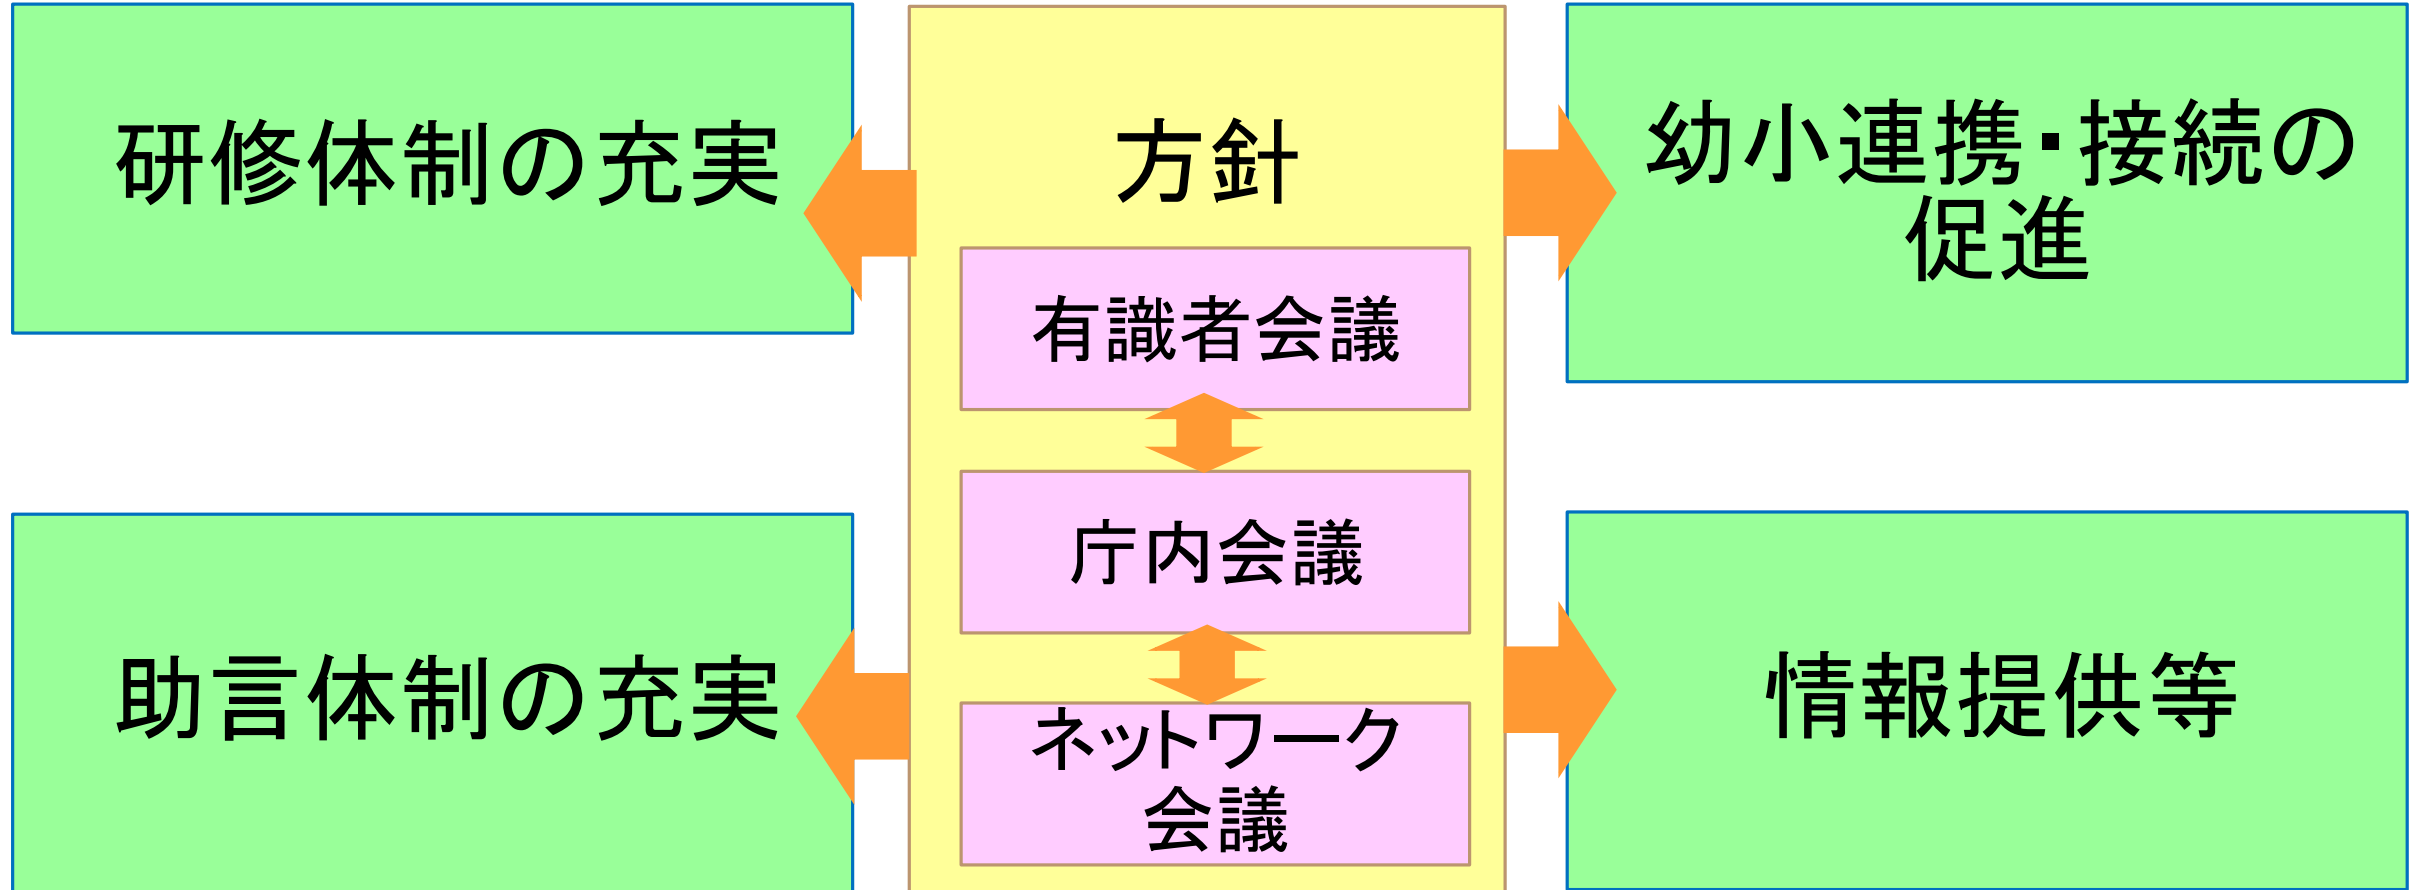 研修体制の充実
方針
幼小連携・接続の
促進
有識者会議
庁内会議
助言体制の充実
情報提供等
ネットワーク
会議